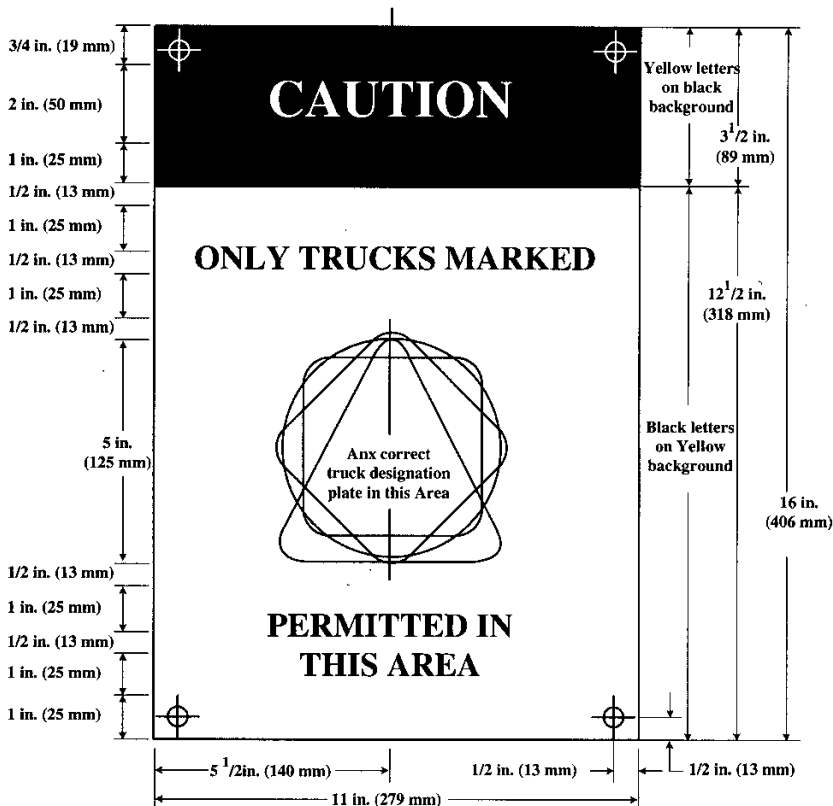 3/4 in. (19 mm)
2 in. (50 mm)
1 in. (25 mm)
1/2 in. (13 mm)
1 in. (25 mm)
1/2 in. (13 mm)
1 in. (25 mm)
1/2 in. (13 mm)
5 in.
(125 mm)
1/2 in. (13 mm)
1 in. (25 mm)
1/2 in. (13 mm)
1 in. (25 mm)
1 in. (25 mm)
CAUTION
ONLY TRUCKS MARKED
Anx correct
truck designation
plate in this Area
PERMITTED IN
THIS AREA
Yellow letters
on black
background
3 1/2 in.
(89 mm)
12 1/2 in.
(318 mm)
Black letters
on Yellow
background
16 in.
(406 mm)
5 1/2in. (140 mm)
1/2 in. (13 mm)
1/2 in. (13 mm)
11 in. (279 mm)